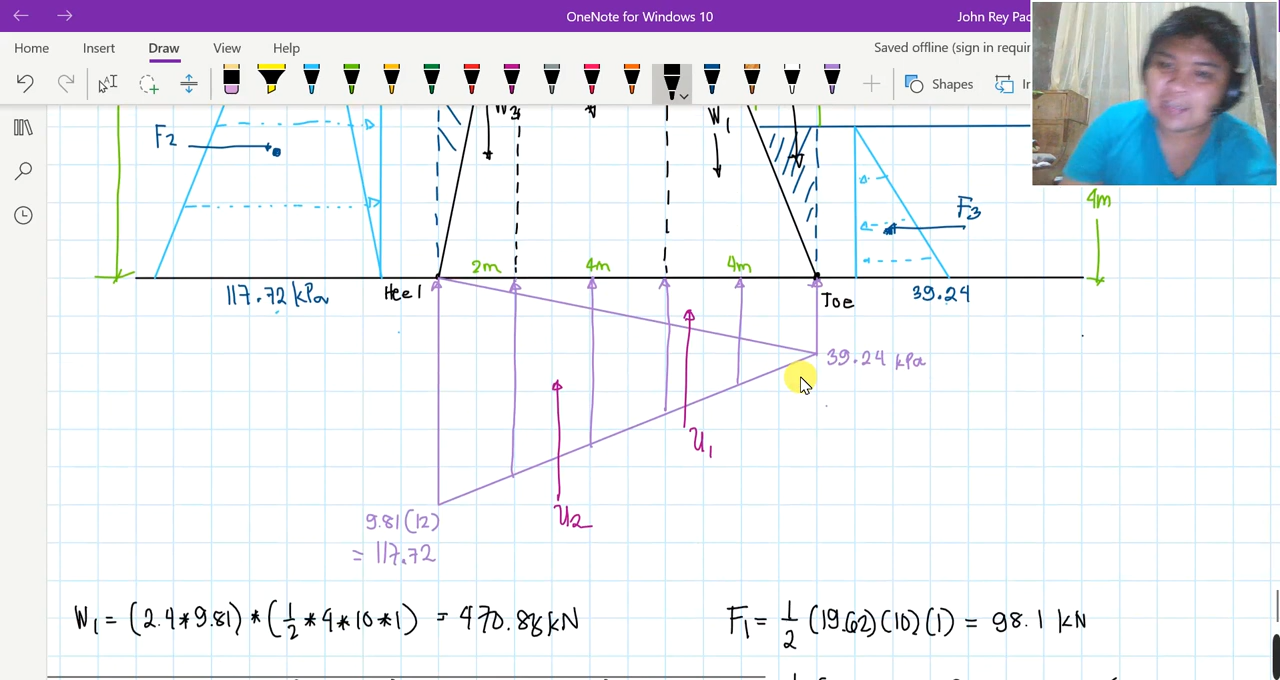 OneNote for Windows 10
John Rey Pac
Home Insert Draw View Help
Saved offline (sign in requir
Shapes
In
W3
W1
F2
F3
4m
2m 4m 4m
117.72 kPa
Heel
Toe
39.24
39.24 kPa
U1
U2
9.81(12)
= 117.72
W1 = (2.4*9.81)*(1/2*4*10*1) = 470.88kN
F1 = 1/2 (19.62)(10)(1) = 98.1 kN